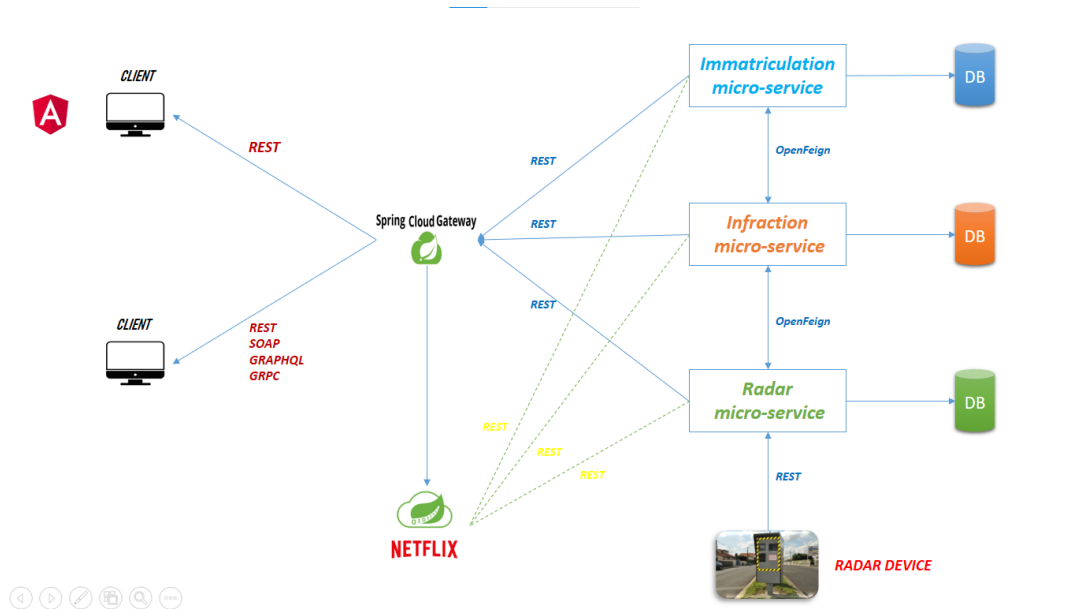 CLIENT
A
REST
Immatriculation
micro-service
DB
OpenFeign
REST
Spring Cloud Gateway
REST
Infraction
micro-service
DB
REST
OpenFeign
CLIENT
REST
SOAP
GRAPHQL
GRPC
Radar
micro-service
DB
REST
REST
REST
REST
NETFLIX
RADAR DEVICE